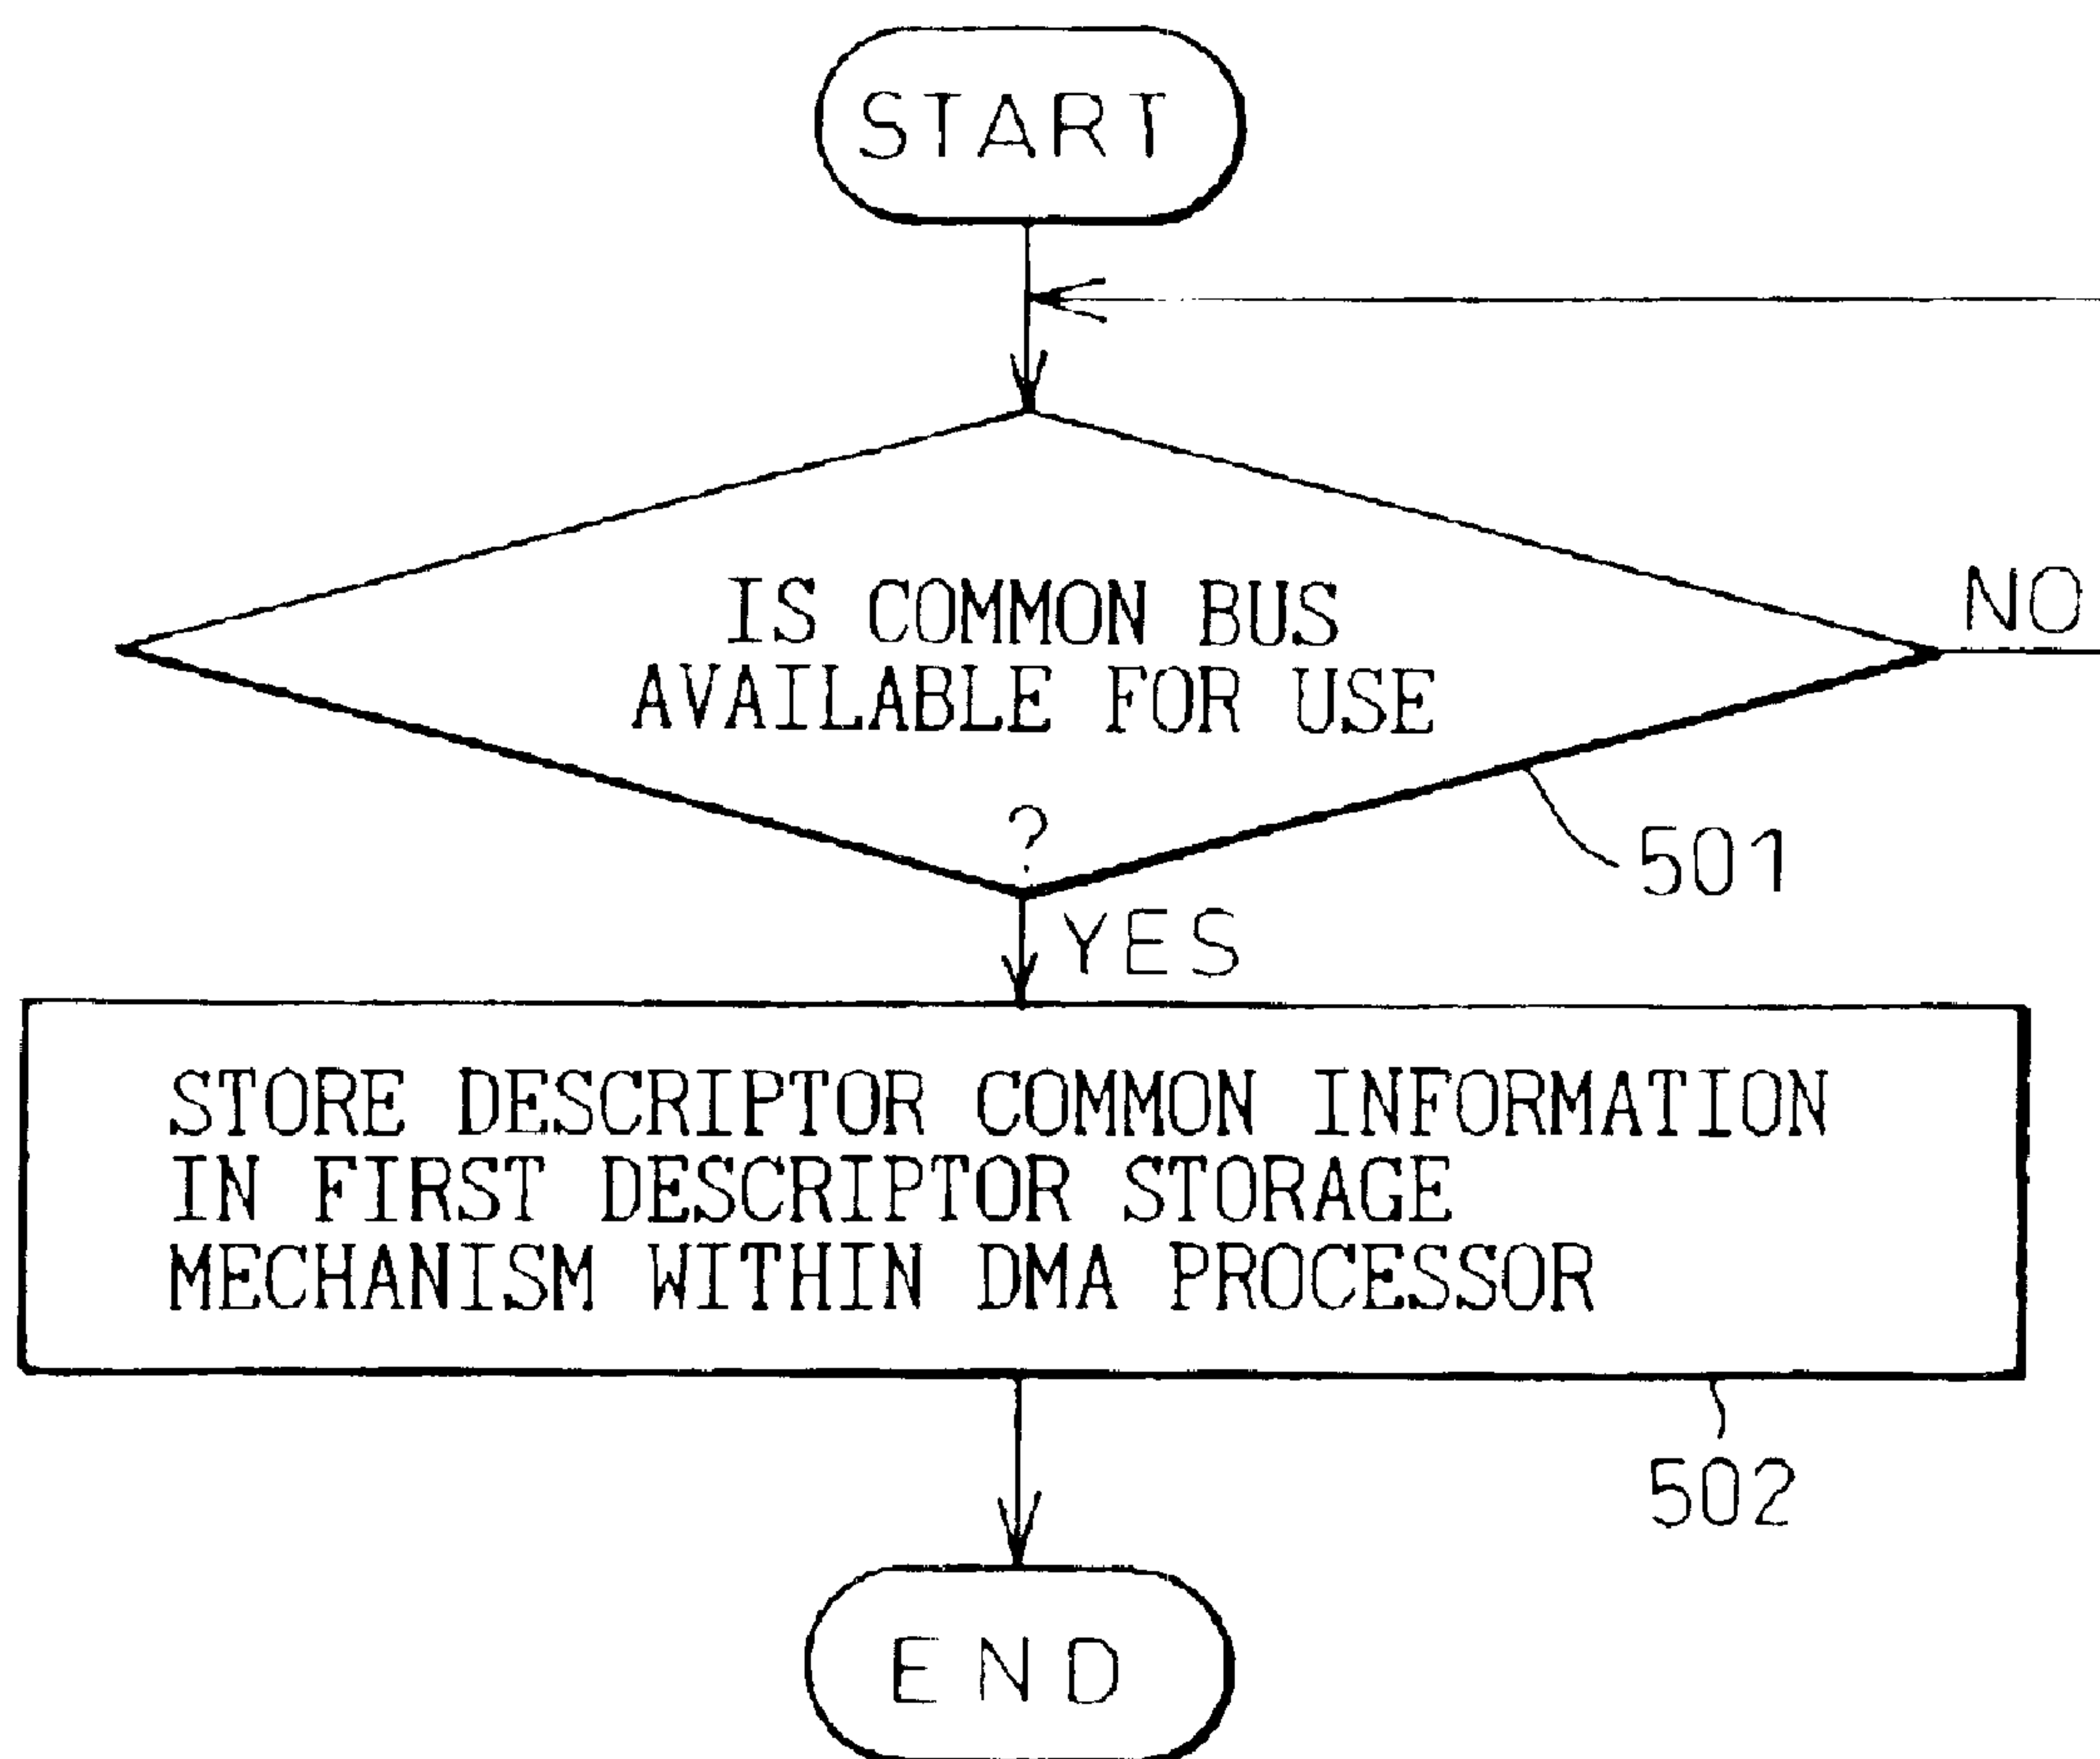 START
IS COMMON BUS
NO
AVAILABLE FOR USE
?
501
YES
STORE DESCRIPTOR COMMON INFORMATION
IN FIRST DESCRIPTOR STORAGE
MECHANISM WITHIN DMA PROCESSOR
502
END